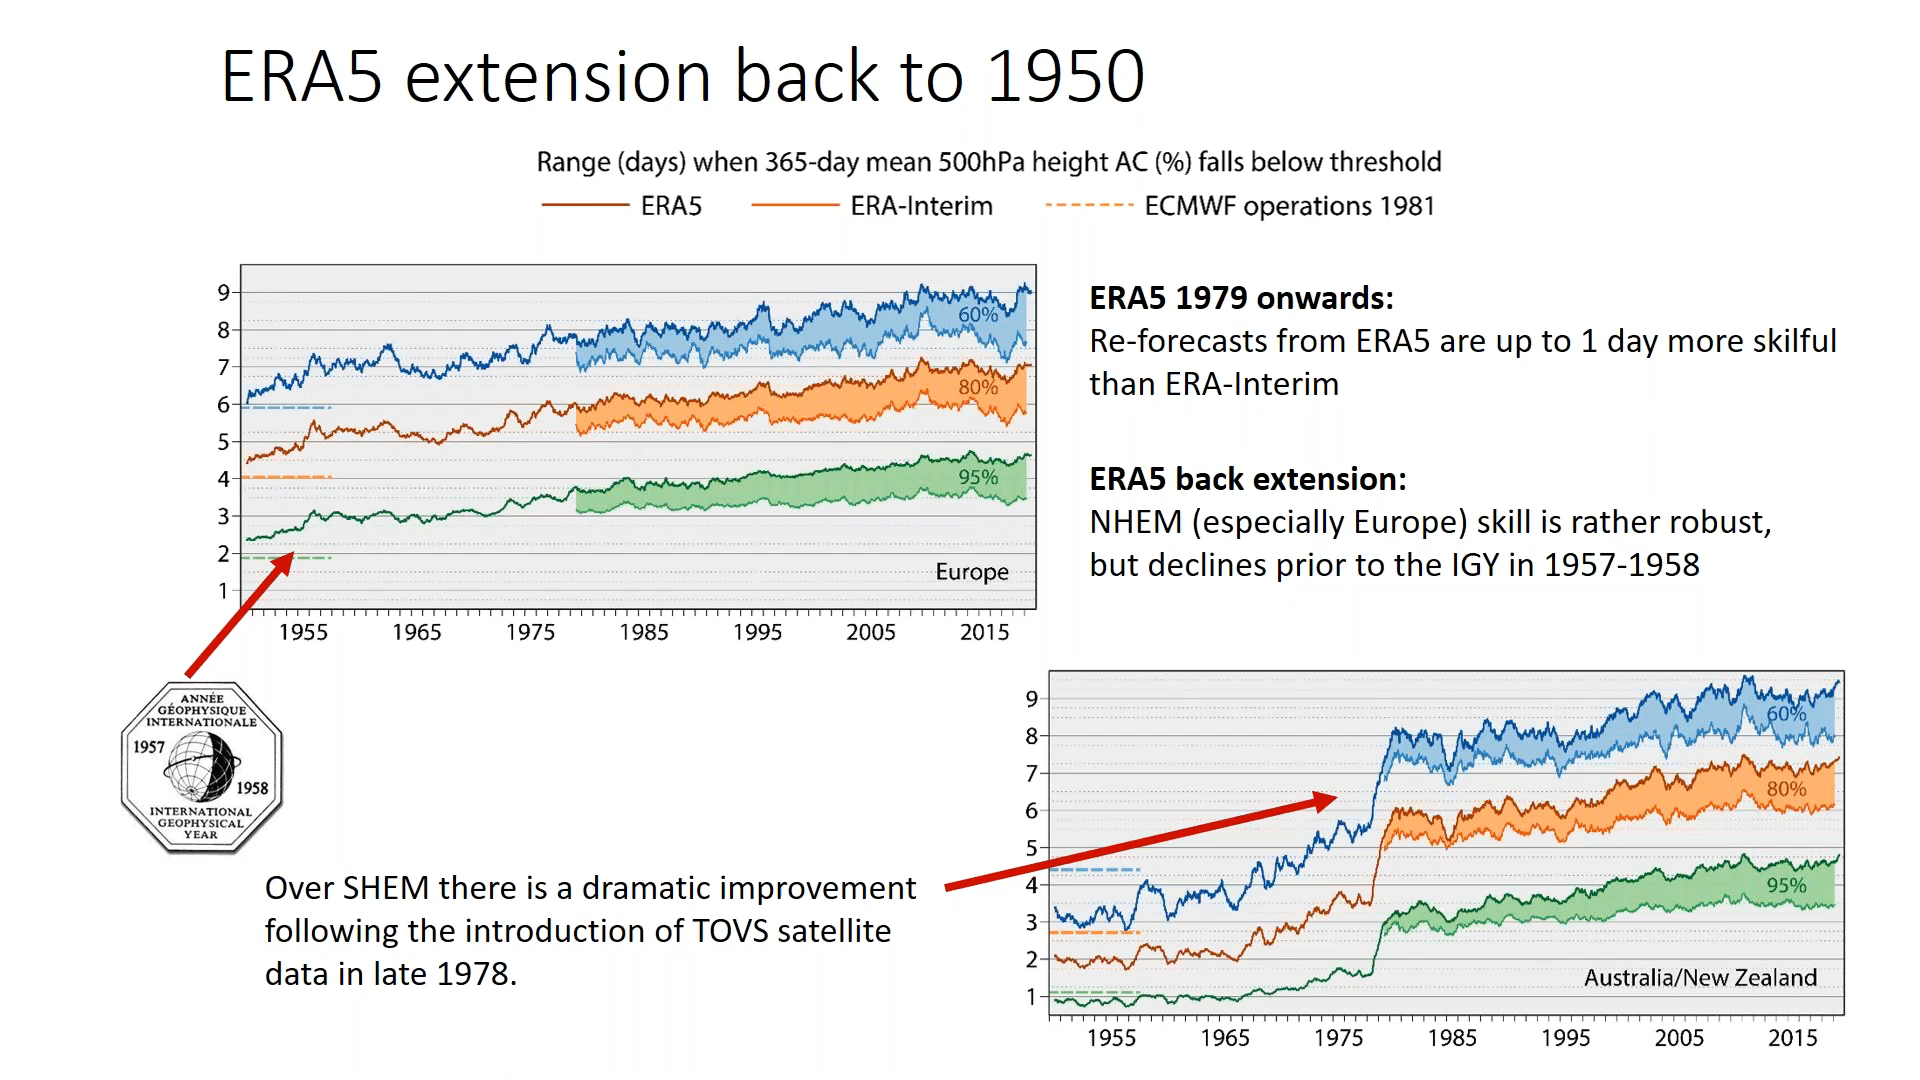 ERA5 extension back to 1950
Range (days) when 365-day mean 500hPa height AC (%) falls below threshold
ERA5 ERA-Interim ECMWF operations 1981
9
8
7
6
5
4
3
2
1
60%
80%
95%
Europe
1955 1965 1975 1985 1995 2005 2015
ERA5 1979 onwards:
Re-forecasts from ERA5 are up to 1 day more skilful
than ERA-Interim
ERA5 back extension:
NHEM (especially Europe) skill is rather robust,
but declines prior to the IGY in 1957-1958
ANNÉE
GÉOPHYSIQUE
INTERNATIONALE
1957
1958
INTERNATIONAL
GEOPHYSICAL
YEAR
Over SHEM there is a dramatic improvement
following the introduction of TOVS satellite
data in late 1978.
9
8
7
6
5
4
3
2
1
60%
80%
95%
Australia/New Zealand
1955 1965 1975 1985 1995 2005 2015